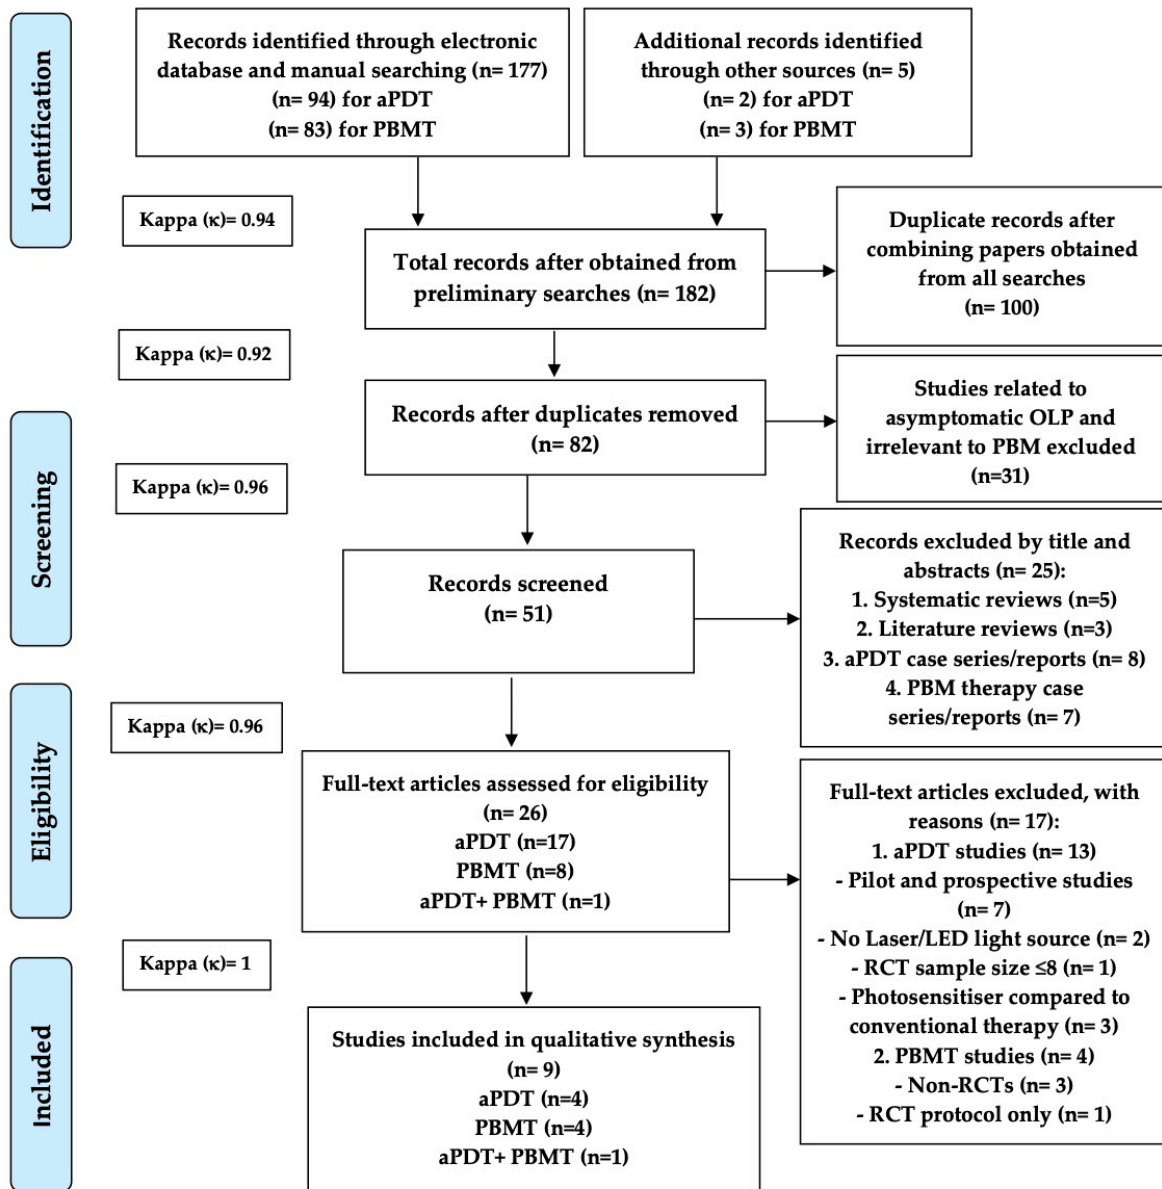 Identification
Records identified through electronic
database and manual searching (n= 177)
(n= 94) for aPDT
(n= 83) for PBMT
Additional records identified
through other sources (n= 5)
(n= 2) for aPDT
(n= 3) for PBMT
Kappa (κ)= 0.94
Total records after obtained from
preliminary searches (n= 182)
Duplicate records after
combining papers obtained
from all searches
(n= 100)
Kappa (κ)= 0.92
Records after duplicates removed
(n= 82)
Studies related to
asymptomatic OLP and
irrelevant to PBM excluded
(n=31)
Screening
Kappa (κ)= 0.96
Records screened
(n= 51)
Records excluded by title and
abstracts (n= 25):
1. Systematic reviews (n=5)
2. Literature reviews (n=3)
3. aPDT case series/reports (n= 8)
4. PBM therapy case
series/reports (n= 7)
Eligibility
Kappa (κ)= 0.96
Full-text articles assessed for eligibility
(n= 26)
aPDT (n=17)
PBMT (n=8)
aPDT+ PBMT (n=1)
Full-text articles excluded, with
reasons (n= 17):
1. aPDT studies (n= 13)
- Pilot and prospective studies
(n= 7)
- No Laser/LED light source (n= 2)
- RCT sample size ≤8 (n= 1)
- Photosensitiser compared to
conventional therapy (n= 3)
2. PBMT studies (n= 4)
- Non-RCTs (n= 3)
- RCT protocol only (n= 1)
Included
Kappa (κ)= 1
Studies included in qualitative synthesis
(n= 9)
aPDT (n=4)
PBMT (n=4)
aPDT+ PBMT (n=1)